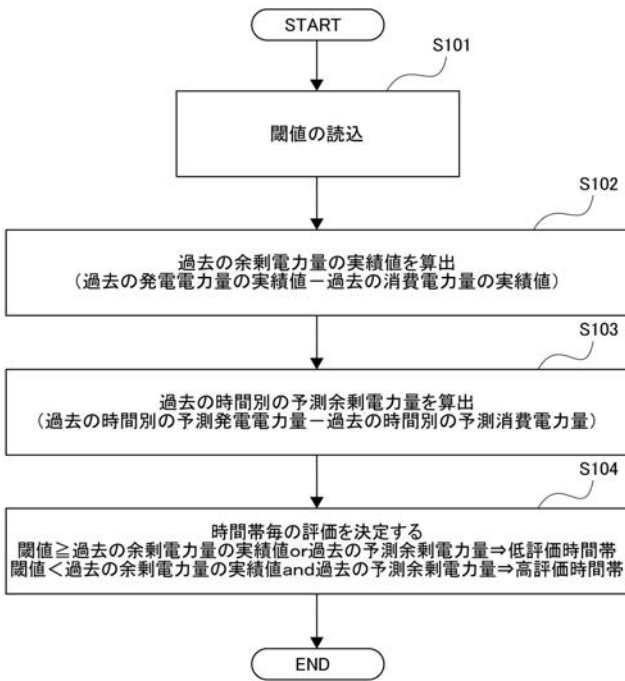 START
S101
閾値の読込
S102
過去の余剰電力量の実績値を算出
(過去の発電電力量の実績値－過去の消費電力量の実績値)
S103
過去の時間別の予測余剰電力量を算出
(過去の時間別の予測発電電力量－過去の時間別の予測消費電力量)
S104
時間帯毎の評価を決定する
閾値≧過去の余剰電力量の実績値or過去の予測余剰電力量⇒低評価時間帯
閾値＜過去の余剰電力量の実績値and過去の予測余剰電力量⇒高評価時間帯
END